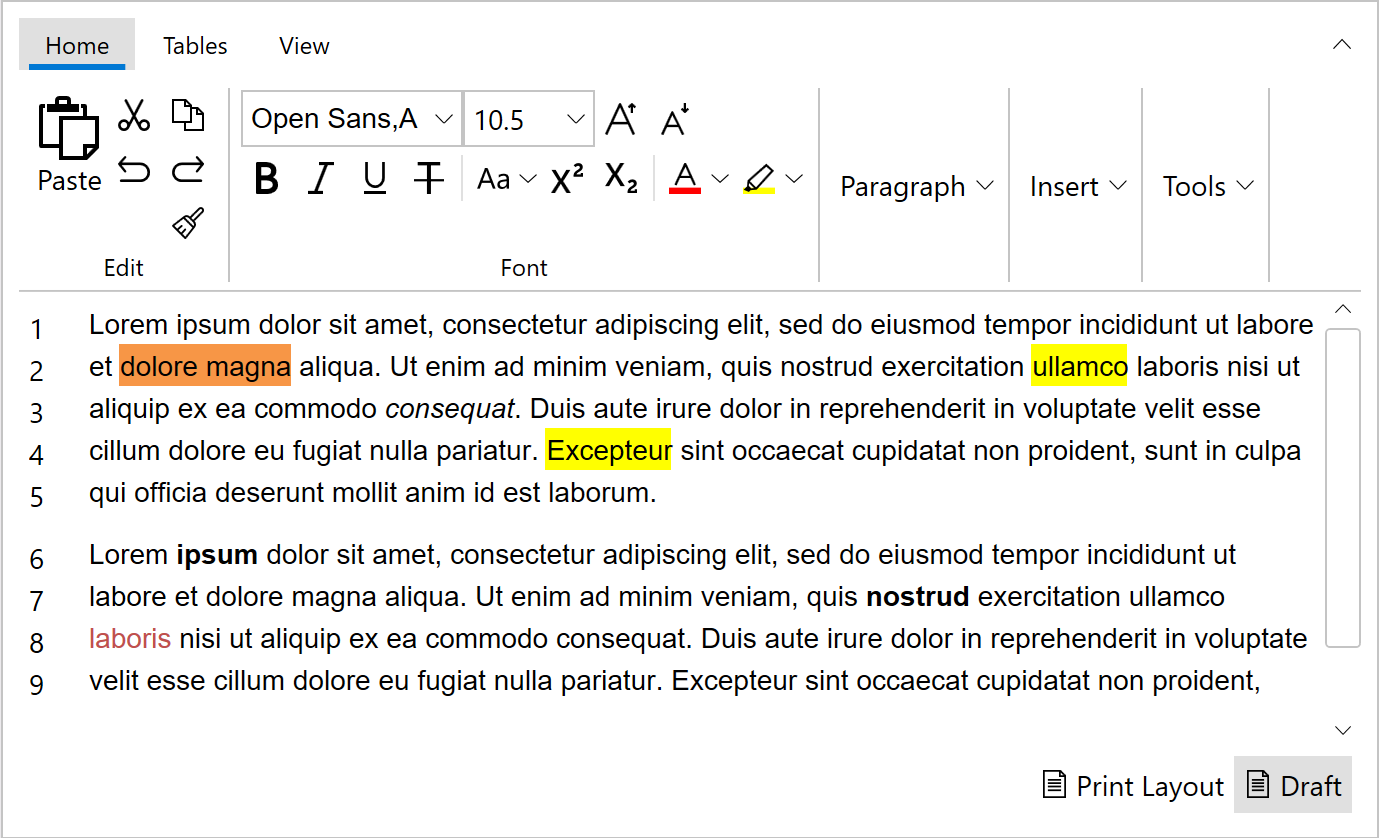 Home Tables View
Paste
Open Sans,A 10.5
B I U T Aa X² X₂ A
Paragraph Insert Tools
Edit Font
1 Lorem ipsum dolor sit amet, consectetur adipiscing elit, sed do eiusmod tempor incididunt ut labore
2 et dolore magna aliqua. Ut enim ad minim veniam, quis nostrud exercitation ullamco laboris nisi ut
3 aliquip ex ea commodo consequat. Duis aute irure dolor in reprehenderit in voluptate velit esse
4 cillum dolore eu fugiat nulla pariatur. Excepteur sint occaecat cupidatat non proident, sunt in culpa
5 qui officia deserunt mollit anim id est laborum.
6 Lorem ipsum dolor sit amet, consectetur adipiscing elit, sed do eiusmod tempor incididunt ut
7 labore et dolore magna aliqua. Ut enim ad minim veniam, quis nostrud exercitation ullamco
8 laboris nisi ut aliquip ex ea commodo consequat. Duis aute irure dolor in reprehenderit in voluptate
9 velit esse cillum dolore eu fugiat nulla pariatur. Excepteur sint occaecat cupidatat non proident,
Print Layout Draft